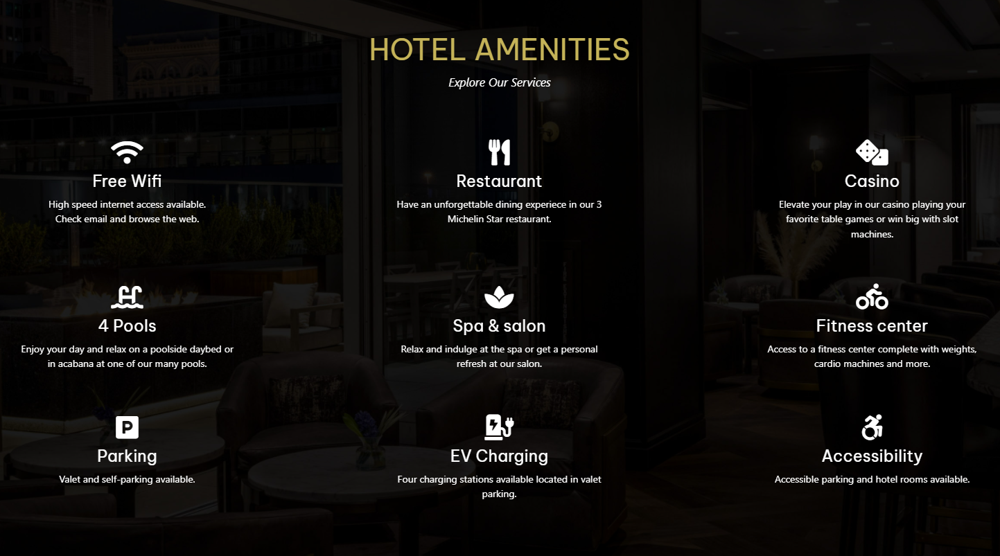 HOTEL AMENITIES
Explore Our Services
Free Wifi
High speed internet access available.
Check email and browse the web.
Restaurant
Have an unforgettable dining experiece in our 3
Michelin Star restaurant.
Casino
Elevate your play in our casino playing your
favorite table games or win big with slot
machines.
4 Pools
Enjoy your day and relax on a poolside daybed or
in acabana at one of our many pools.
Spa & salon
Relax and indulge at the spa or get a personal
refresh at our salon.
Fitness center
Access to a fitness center complete with weights,
cardio machines and more.
P
Parking
Valet and self-parking available.
EV Charging
Four charging stations available located in valet
parking.
Accessibility
Accessible parking and hotel rooms available.